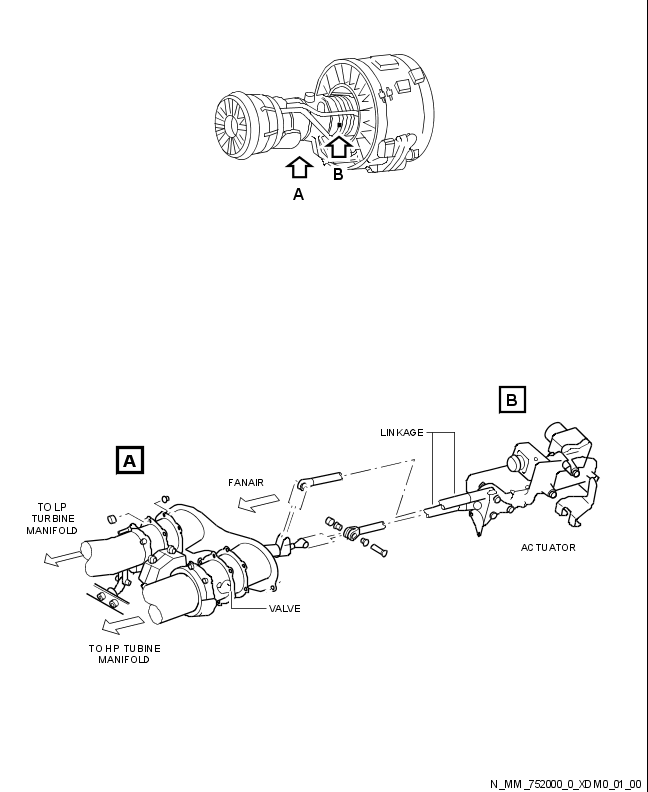 B
A
B
LINKAGE
A
FANAIR
TO LP
TURBINE
MANIFOLD
ACTUATOR
VALVE
TO HP TUBINE
MANIFOLD
N_MM_752000_0_XDM0_01_00